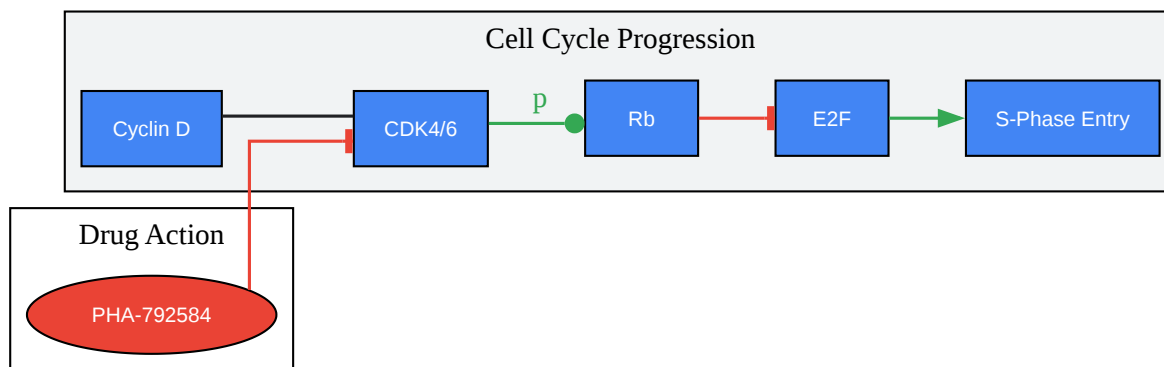 Cell Cycle Progression
Cyclin D
CDK4/6
p
Rb
E2F
S-Phase Entry
Drug Action
PHA-792584